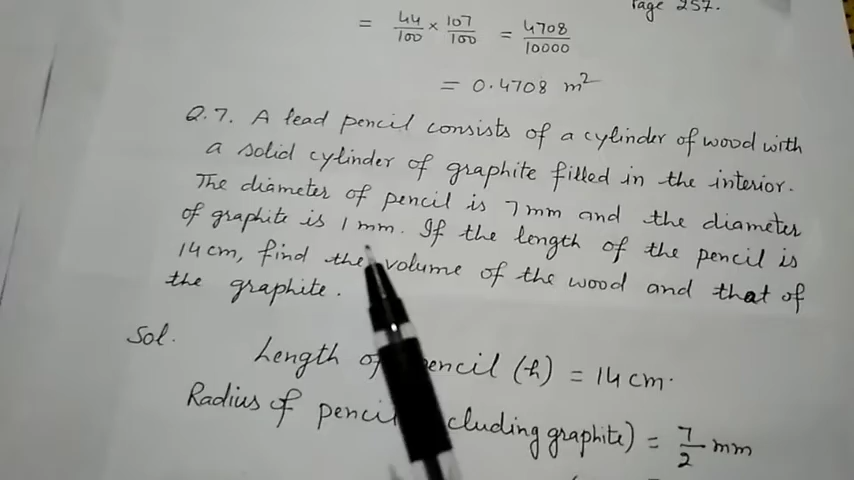 Page 257.
= 44/100 × 107/100 = 4708/10000
= 0.4708 m²
Q.7. A lead pencil consists of a cylinder of wood with
a solid cylinder of graphite filled in the interior.
The diameter of pencil is 7mm and the diameter
of graphite is 1 mm. If the length of the pencil is
14 cm, find the volume of the wood and that of
the graphite.
Sol.
Length of pencil (h) = 14 cm.
Radius of pencil cluding graphite) = 7/2 mm